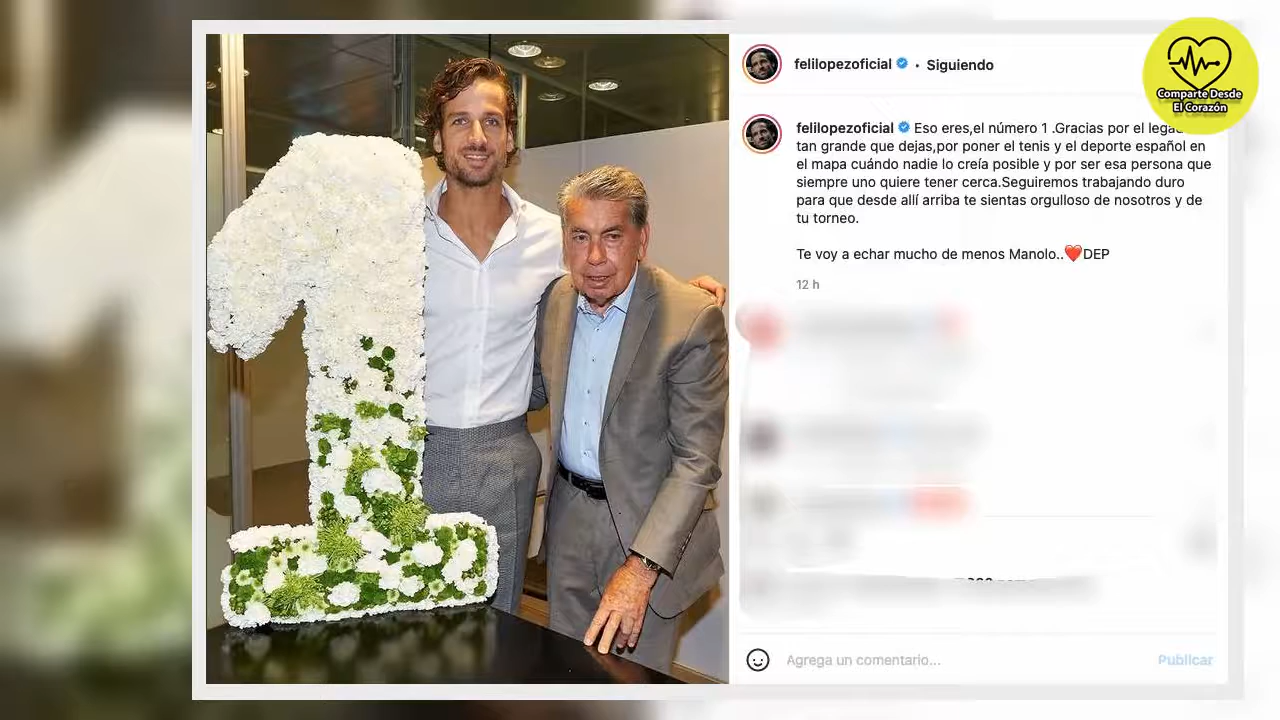 felilopezoficial • Siguiendo
Comparte Desde
El Corazón
felilopezoficial Eso eres,el número 1 .Gracias por el
tan grande que dejas,por poner el tenis y el deporte español en
el mapa cuándo nadie lo creía posible y por ser esa persona que
siempre uno quiere tener cerca.Seguiremos trabajando duro
para que desde allí arriba te sientas orgulloso de nosotros y de
tu torneo.
Te voy a echar mucho de menos Manolo..❤️DEP
12 h
Agrega un comentario...
Publicar